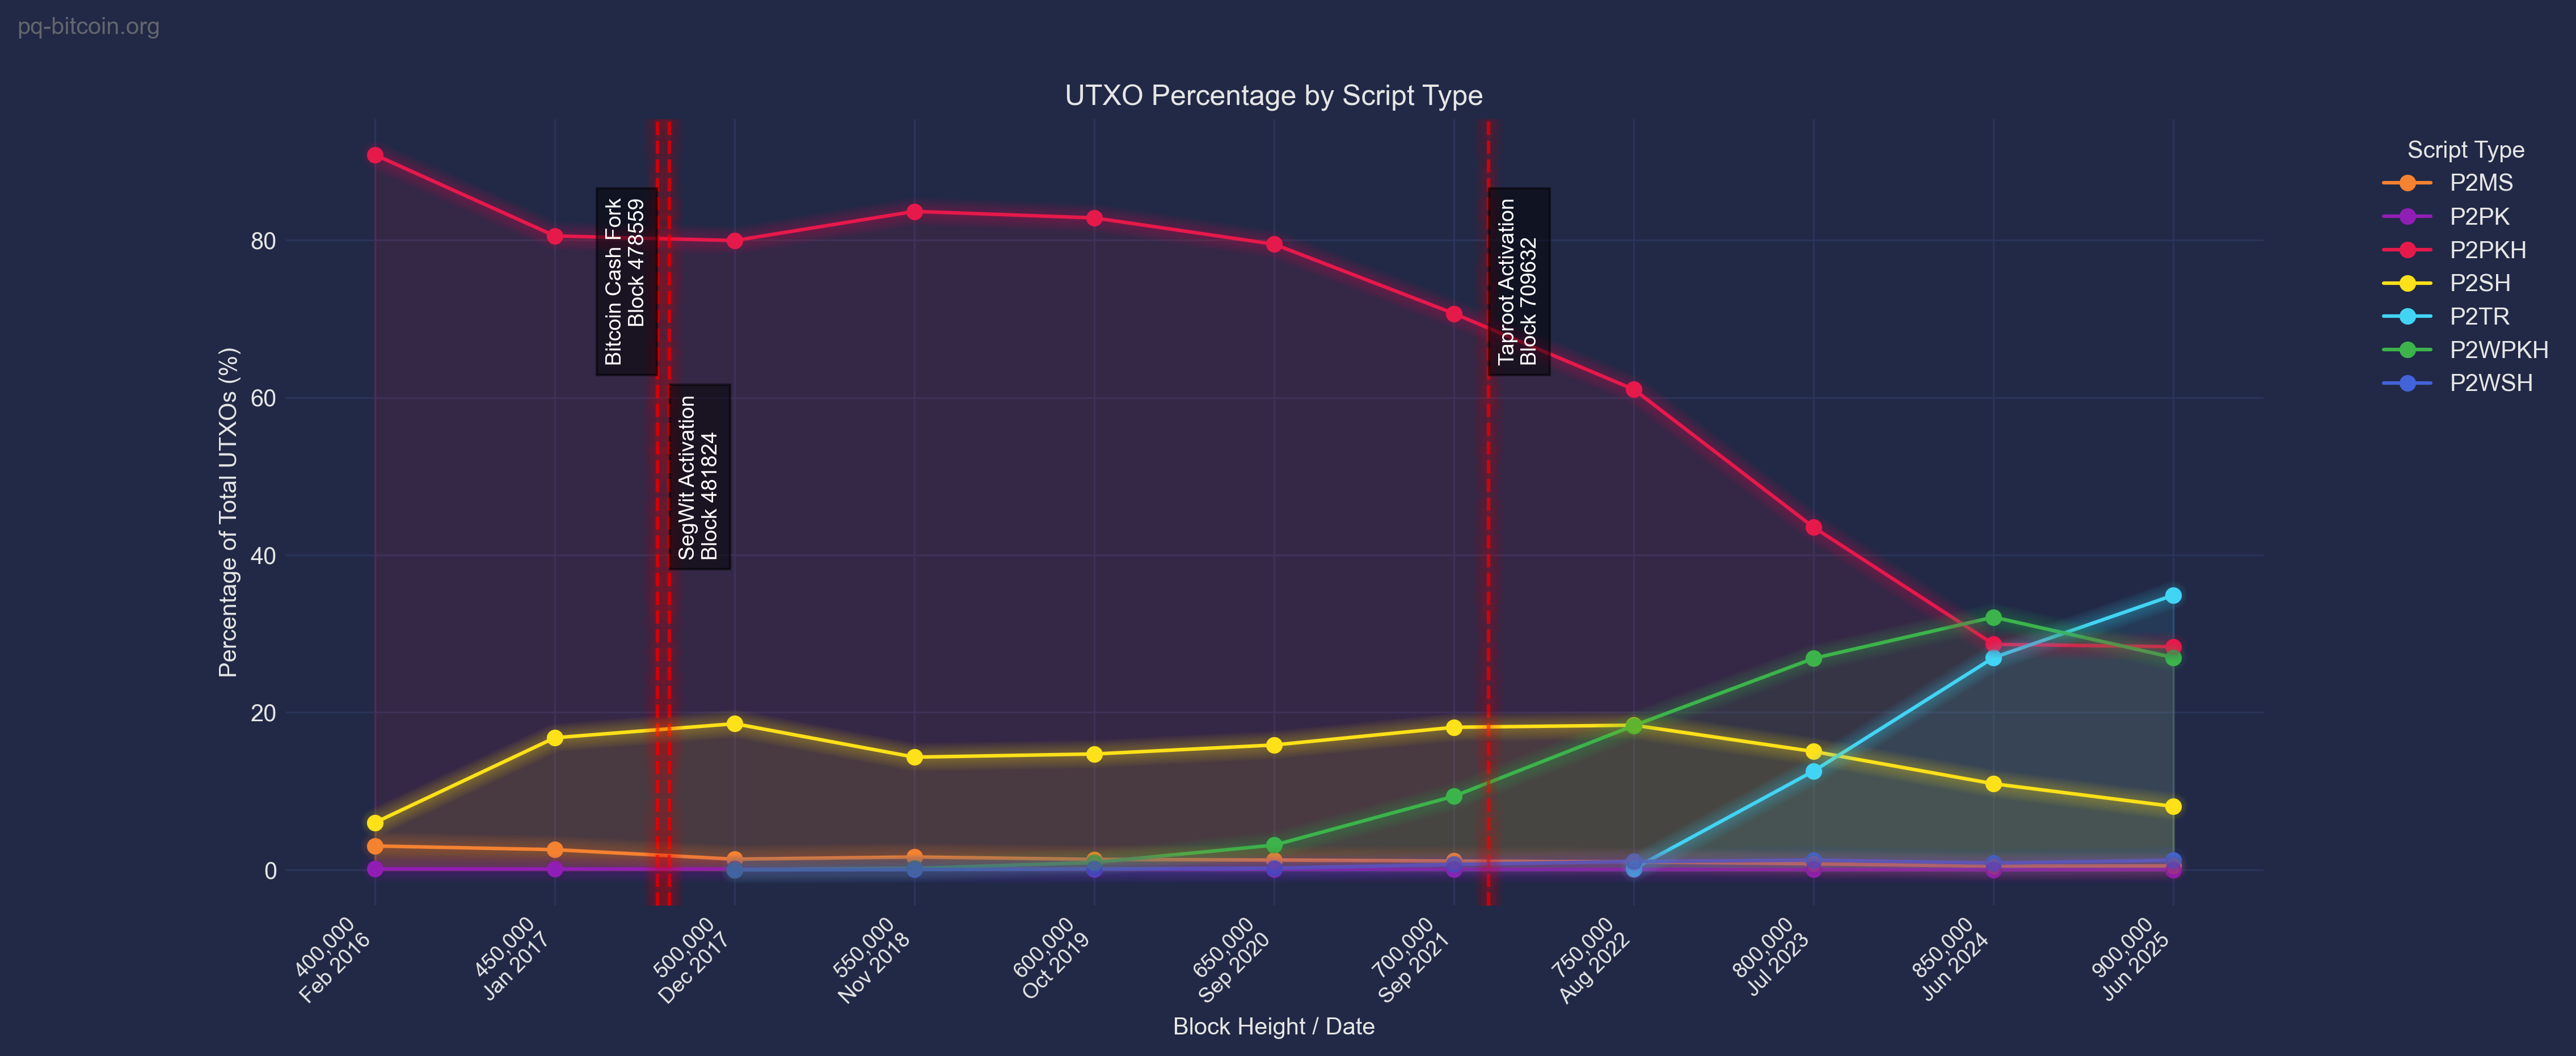 pq-bitcoin.org
UTXO Percentage by Script Type
Percentage of Total UTXOs (%)
80
60
40
20
0
Bitcoin Cash Fork
Block 478559
SegWit Activation
Block 481824
Taproot Activation
Block 709632
Script Type
P2MS
P2PK
P2PKH
P2SH
P2TR
P2WPKH
P2WSH
400,000
Feb 2016
450,000
Jan 2017
500,000
Dec 2017
550,000
Nov 2018
600,000
Oct 2019
650,000
Sep 2020
700,000
Sep 2021
750,000
Aug 2022
800,000
Jul 2023
850,000
Jun 2024
900,000
Jun 2025
Block Height / Date